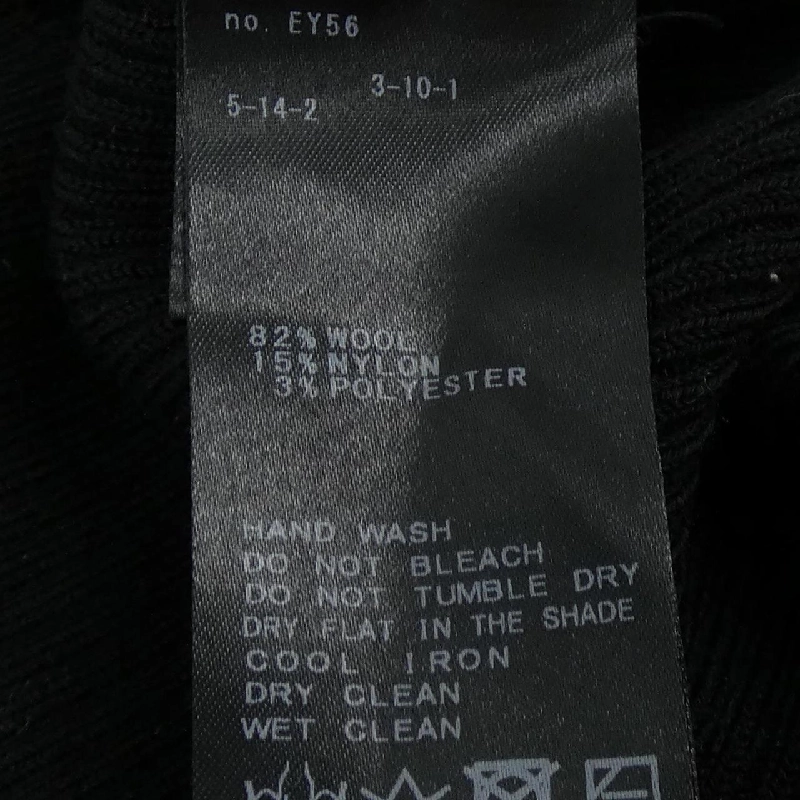 no. EY56
3-10-1
5-14-2
82% WOOL
15% NYLON
3% POLYESTER
HAND WASH
DO NOT BLEACH
DO NOT TUMBLE DRY
DRY FLAT IN THE SHADE
COOL IRON
DRY CLEAN
WET CLEAN